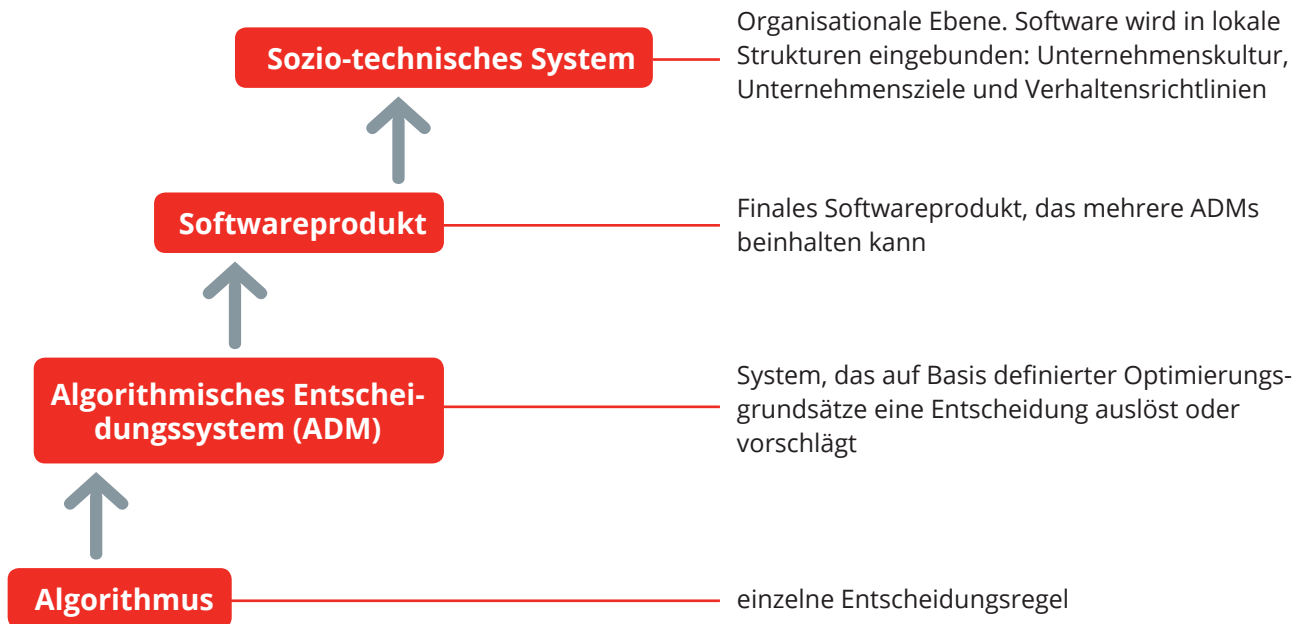 Sozio-technisches System
Organisationale Ebene. Software wird in lokale
Strukturen eingebunden: Unternehmenskultur,
Unternehmensziele und Verhaltensrichtlinien
Softwareprodukt
Finales Softwareprodukt, das mehrere ADMs
beinhalten kann
Algorithmisches Entschei-
dungssystem (ADM)
System, das auf Basis definierter Optimierungs-
grundsätze eine Entscheidung auslöst oder
vorschlägt
Algorithmus
einzelne Entscheidungsregel